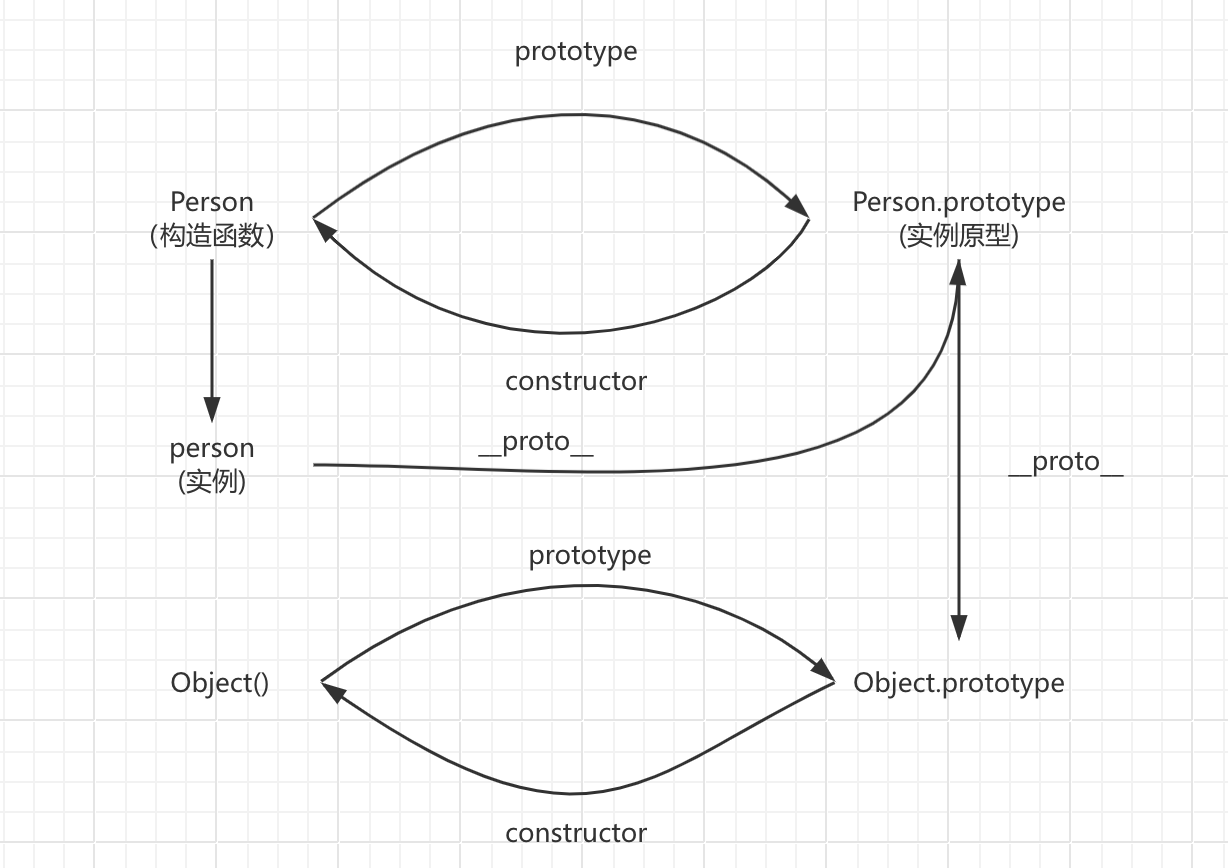 prototype
Person
(构造函数)
Person.prototype
(实例原型)
constructor
__proto__
person
(实例)
__proto__
prototype
Object()
Object.prototype
constructor